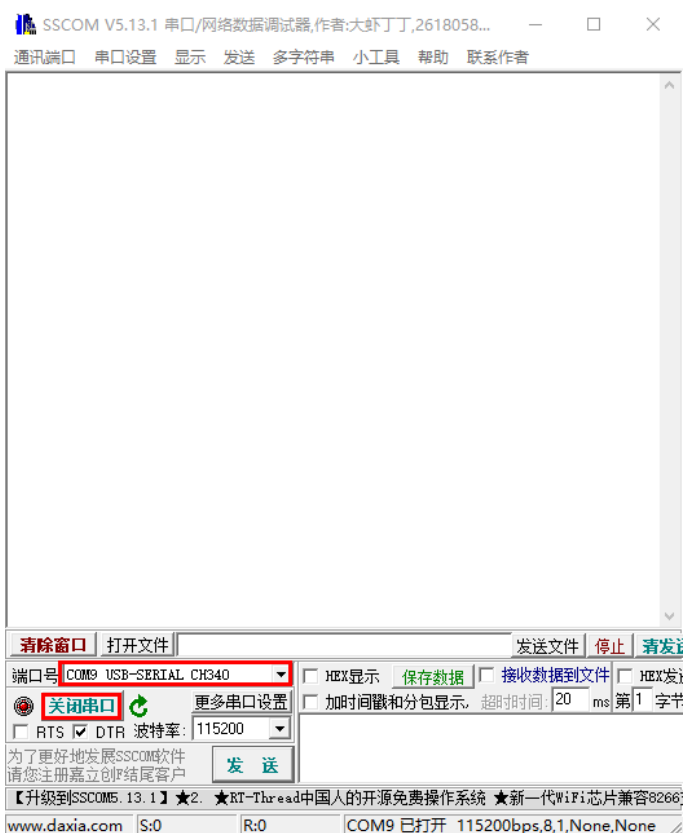 SSCOM V5.13.1 串口/网络数据调试器,作者:大虾丁丁,2618058...
通讯端口 串口设置 显示 发送 多字符串 小工具 帮助 联系作者
清除窗口 打开文件 发送文件 停止 清发送
端口号 COM9 USB-SERIAL CH340 HEX显示 保存数据 接收数据到文件 HEX发
关闭串口 更多串口设置 加时间戳和分包显示, 超时时间: 20 ms 第1 字节
RTS DTR 波特率: 115200
为了更好地发展SSCOM软件
请您注册嘉立创F结尾客户
发 送
【升级到SSCOM5.13.1】★2. ★RT-Thread中国人的开源免费操作系统 ★新一代WiFi芯片兼容8266
www.daxia.com S:0 R:0 COM9 已打开 115200bps,8,1,None,None